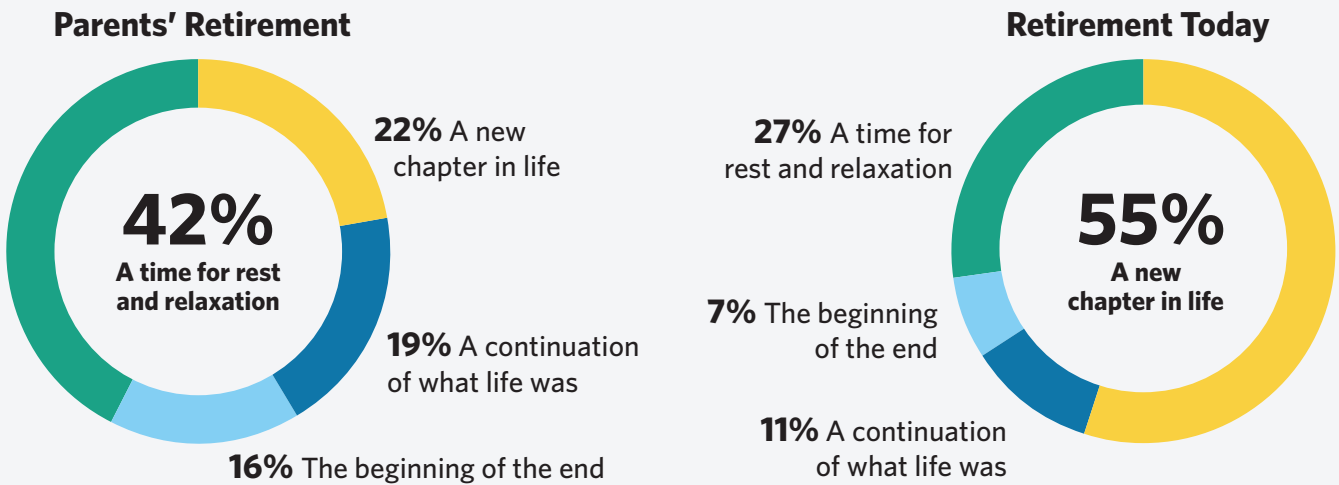 Parents’ Retirement
22% A new
chapter in life
42%
A time for rest
and relaxation
19% A continuation
of what life was
16% The beginning of the end
Retirement Today
27% A time for
rest and relaxation
55%
A new
chapter in life
7% The beginning
of the end
11% A continuation
of what life was